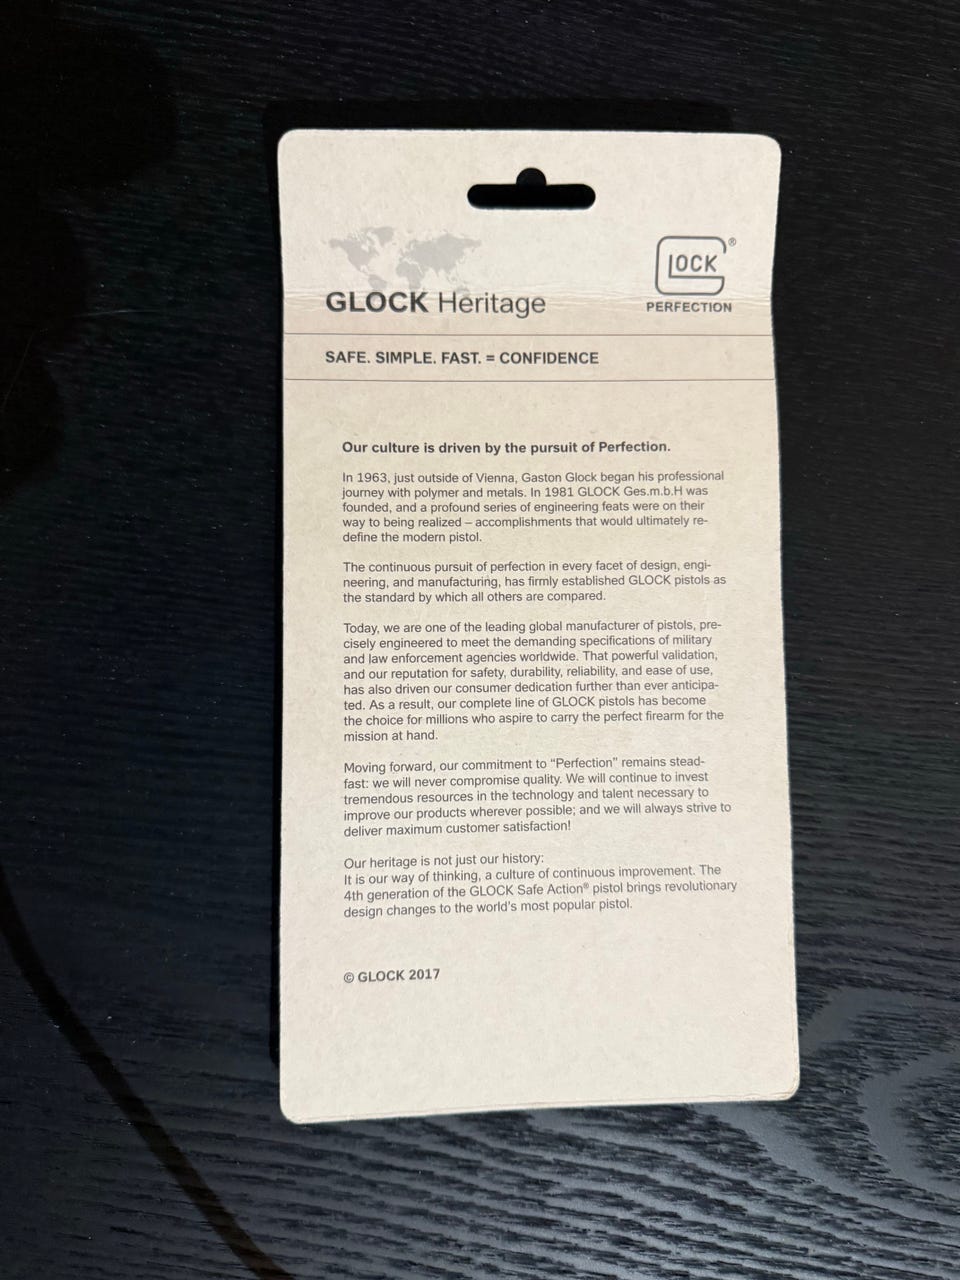 GLOCK
®
PERFECTION
GLOCK Heritage
SAFE. SIMPLE. FAST. = CONFIDENCE
Our culture is driven by the pursuit of Perfection.
In 1963, just outside of Vienna, Gaston Glock began his professional
journey with polymer and metals. In 1981 GLOCK Ges.m.b.H was
founded, and a profound series of engineering feats were on their
way to being realized – accomplishments that would ultimately re-
define the modern pistol.
The continuous pursuit of perfection in every facet of design, engi-
neering, and manufacturing, has firmly established GLOCK pistols as
the standard by which all others are compared.
Today, we are one of the leading global manufacturer of pistols, pre-
cisely engineered to meet the demanding specifications of military
and law enforcement agencies worldwide. That powerful validation,
and our reputation for safety, durability, reliability, and ease of use,
has also driven our consumer dedication further than ever anticipa-
ted. As a result, our complete line of GLOCK pistols has become
the choice for millions who aspire to carry the perfect firearm for the
mission at hand.
Moving forward, our commitment to “Perfection” remains stead-
fast: we will never compromise quality. We will continue to invest
tremendous resources in the technology and talent necessary to
improve our products wherever possible; and we will always strive to
deliver maximum customer satisfaction!
Our heritage is not just our history:
It is our way of thinking, a culture of continuous improvement. The
4th generation of the GLOCK Safe Action® pistol brings revolutionary
design changes to the world's most popular pistol.
© GLOCK 2017